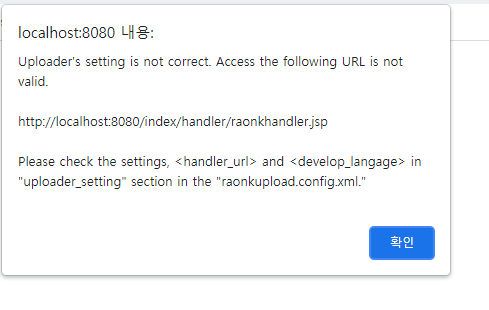 localhost:8080 내용:
Uploader's setting is not correct. Access the following URL is not
valid.
http://localhost:8080/index/handler/raonkhandler.jsp
Please check the settings, <handler_url> and <develop_langage> in
"uploader_setting" section in the "raonkupload.config.xml."
확인